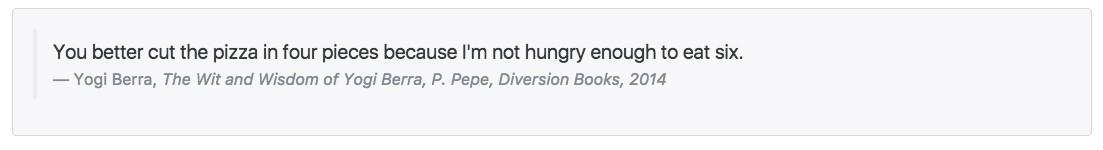 You better cut the pizza in four pieces because I'm not hungry enough to eat six.
— Yogi Berra, The Wit and Wisdom of Yogi Berra, P. Pepe, Diversion Books, 2014